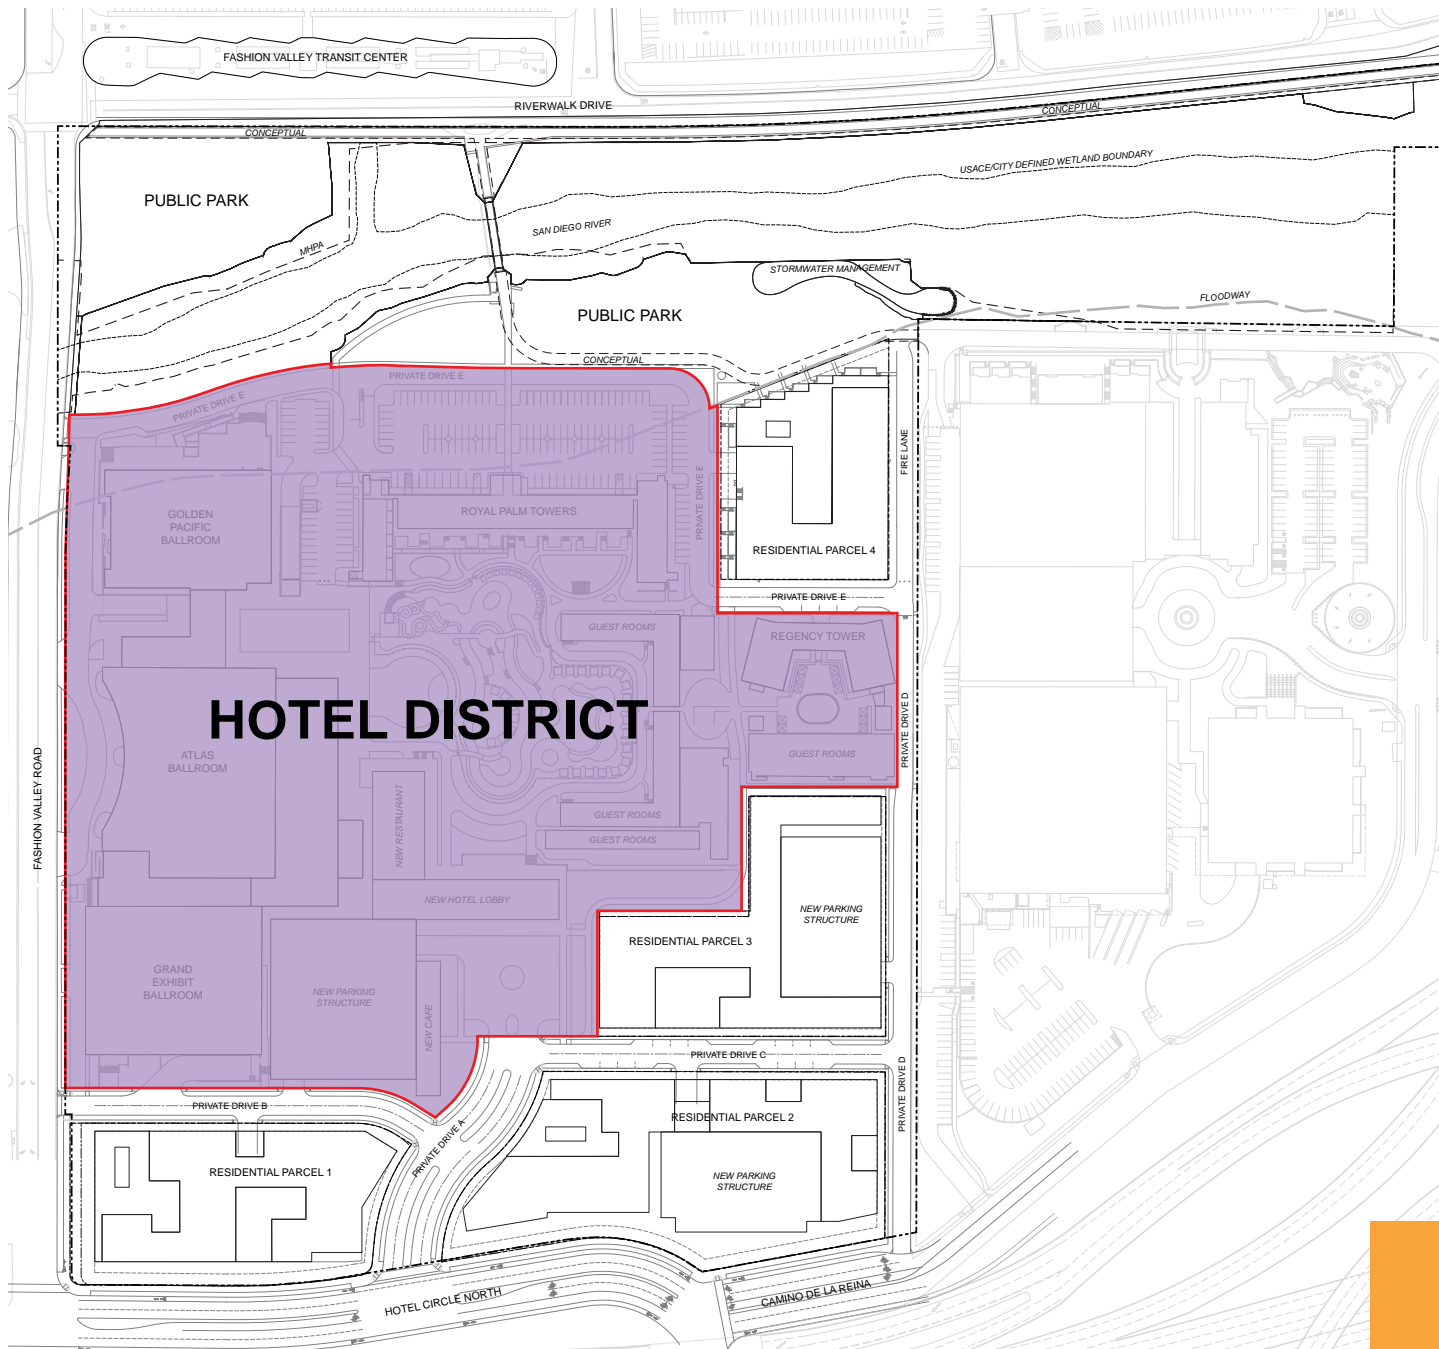 FASHION VALLEY TRANSIT CENTER
RIVERWALK DRIVE
CONCEPTUAL
CONCEPTUAL
USACE/CITY DEFINED WETLAND BOUNDARY
PUBLIC PARK
SAN DIEGO RIVER
MHPA
STORMWATER MANAGEMENT
FLOODWAY
PUBLIC PARK
CONCEPTUAL
PRIVATE DRIVE E
PRIVATE DRIVE E
FIRE LANE
PRIVATE DRIVE E
GOLDEN
PACIFIC
BALLROOM
ROYAL PALM TOWERS
RESIDENTIAL PARCEL 4
PRIVATE DRIVE E
GUEST ROOMS
REGENCY TOWER
HOTEL DISTRICT
PRIVATE DRIVE D
ATLAS
BALLROOM
GUEST ROOMS
FASHION VALLEY ROAD
NEW RESTAURANT
GUEST ROOMS
GUEST ROOMS
NEW HOTEL LOBBY
NEW PARKING
STRUCTURE
RESIDENTIAL PARCEL 3
GRAND
EXHIBIT
BALLROOM
NEW PARKING
STRUCTURE
NEW CAFE
PRIVATE DRIVE C
PRIVATE DRIVE D
PRIVATE DRIVE B
RESIDENTIAL PARCEL 2
PRIVATE DRIVE A
RESIDENTIAL PARCEL 1
NEW PARKING
STRUCTURE
HOTEL CIRCLE NORTH
CAMINO DE LA REINA